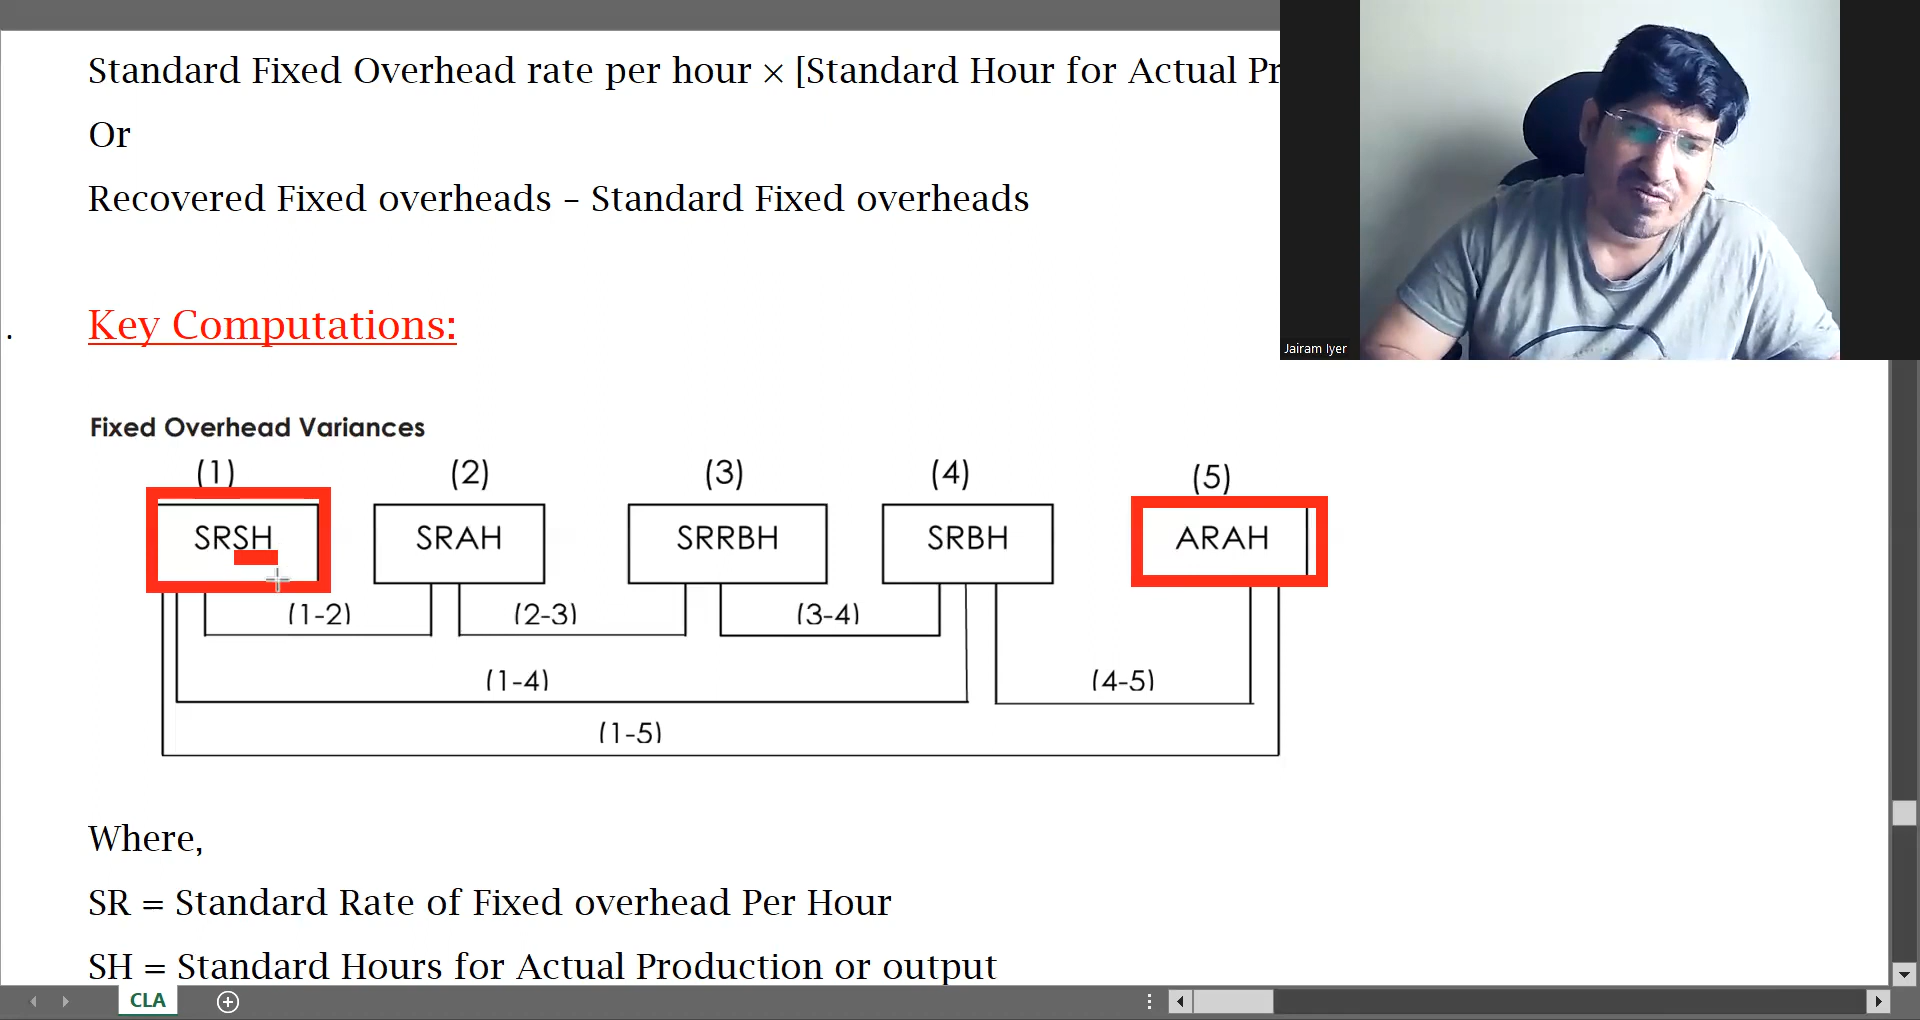 Standard Fixed Overhead rate per hour × [Standard Hour for Actual Pr
Or
Recovered Fixed overheads – Standard Fixed overheads
Jairam Iyer
. Key Computations:
Fixed Overhead Variances
(1) (2) (3) (4) (5)
SRSH SRAH SRRBH SRBH ARAH
(1-2) (2-3) (3-4)
(1-4) (4-5)
(1-5)
Where,
SR = Standard Rate of Fixed overhead Per Hour
SH = Standard Hours for Actual Production or output
CLA